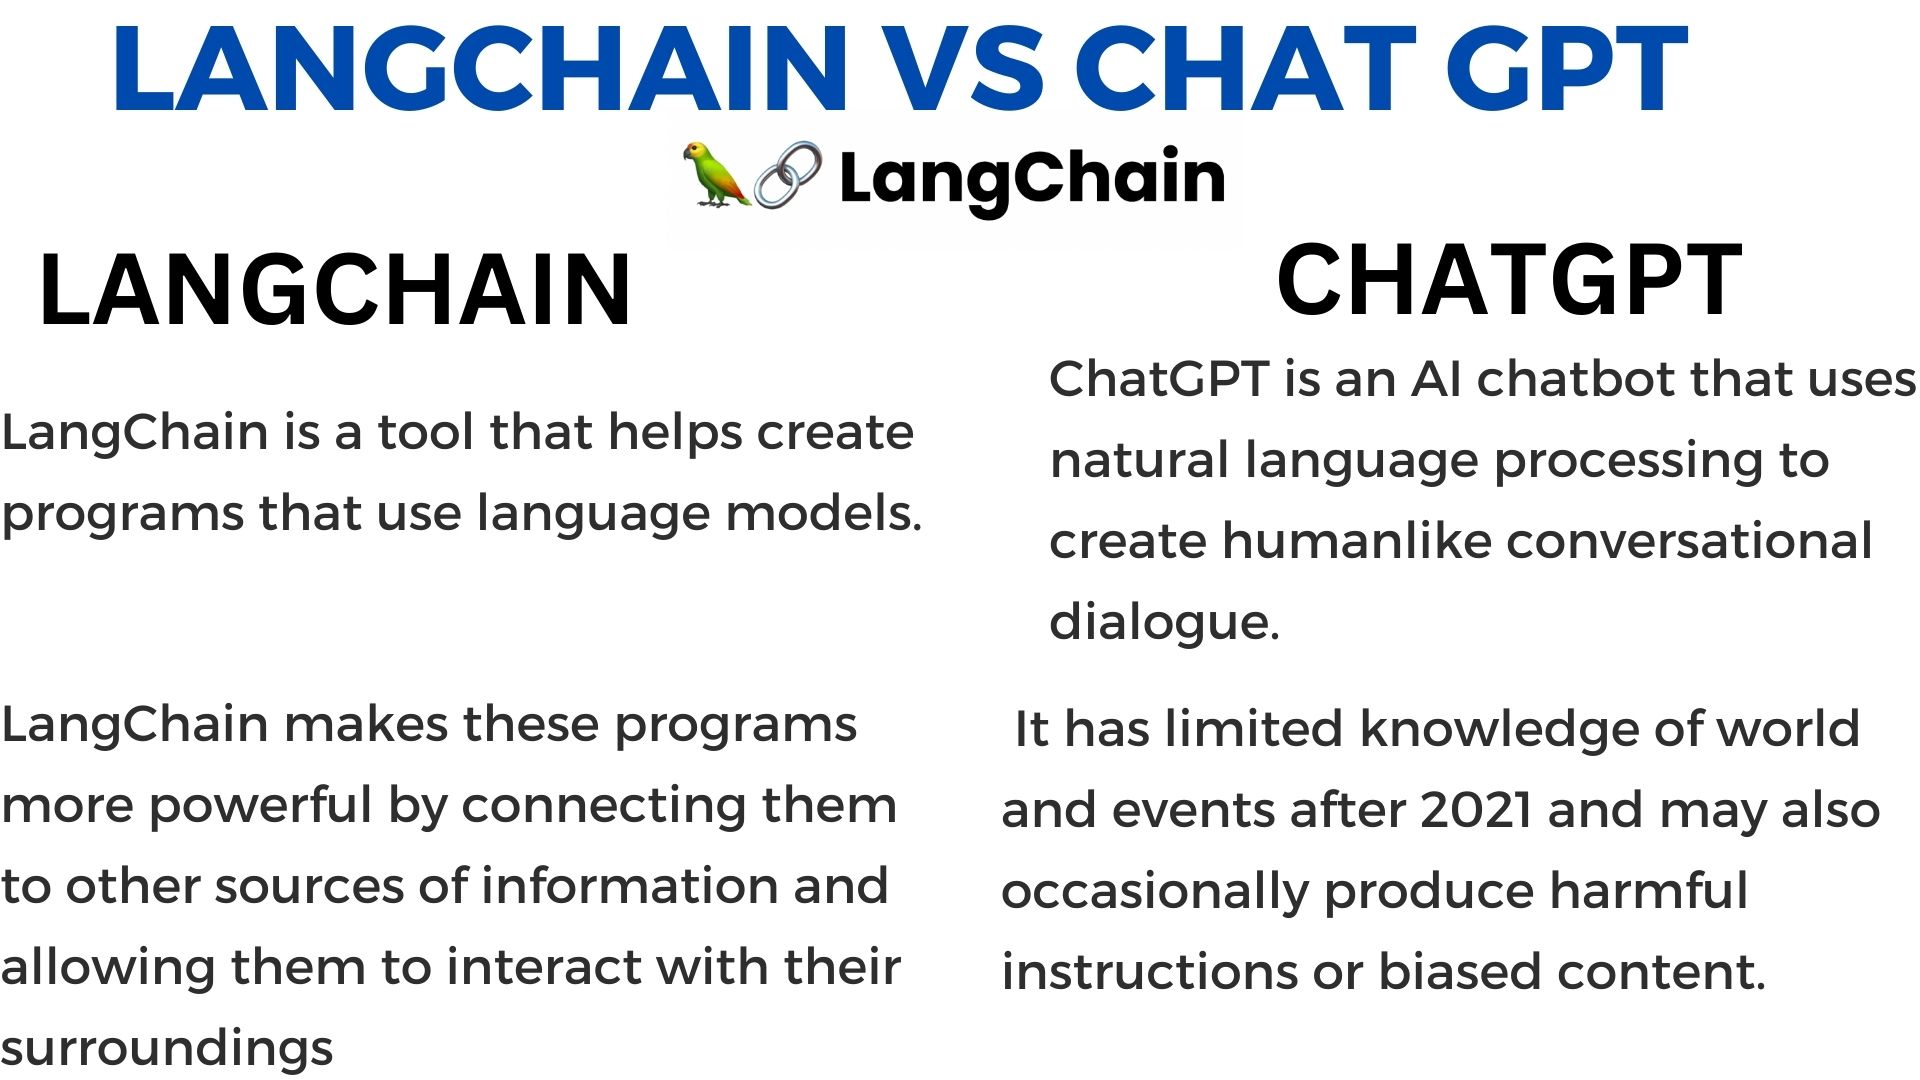 LANGCHAIN VS CHAT GPT
LangChain
LANGCHAIN
LangChain is a tool that helps create
programs that use language models.
LangChain makes these programs
more powerful by connecting them
to other sources of information and
allowing them to interact with their
surroundings
CHATGPT
ChatGPT is an AI chatbot that uses
natural language processing to
create humanlike conversational
dialogue.
It has limited knowledge of world
and events after 2021 and may also
occasionally produce harmful
instructions or biased content.